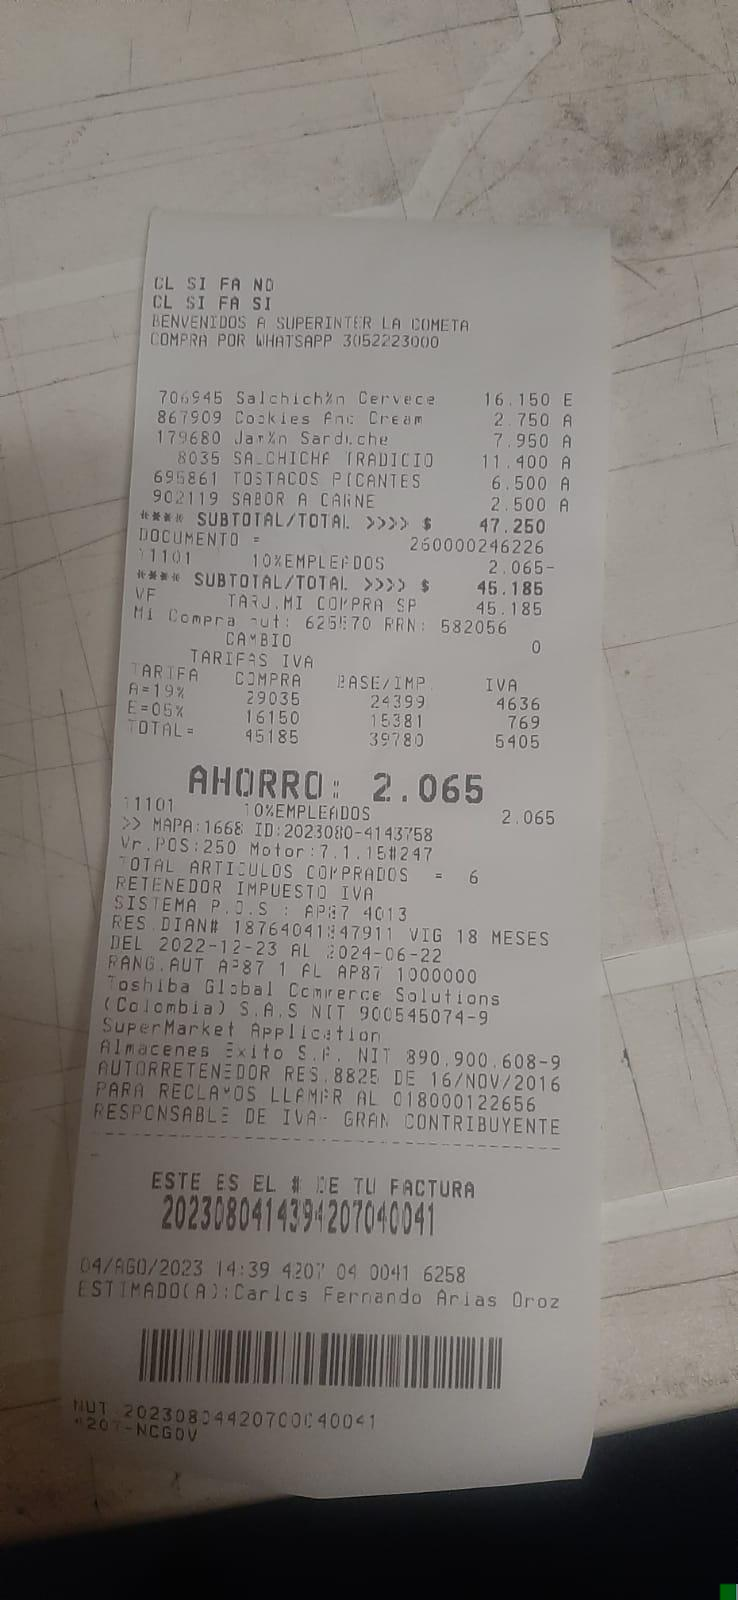 CL SI FA NO
CL SI FA SI
BENVENIDOS A SUPERINTER LA COMETA
COMPRA POR WHATSAPP 3052223000
706945 Salchich%n Cervece 16.150 E
867909 Cookies And Cream 2.750 A
179680 Jam%n Sandwiche 7.950 A
8035 SALCHICHA TRADICIO 11.400 A
695861 TOSTACOS PICANTES 6.500 A
902119 SABOR A CARNE 2.500 A
**** SUBTOTAL/TOTAL >>>> $ 47.250
DOCUMENTO = 260000246226
11101 10%EMPLEADOS 2.065-
**** SUBTOTAL/TOTAL >>>> $ 45.185
VF TARJ.MI COMPRA SP 45.185
Mi Compra aut: 625570 RRN: 582056
CAMBIO 0
TARIFAS IVA
TARIFA COMPRA BASE/IMP. IVA
A=19% 29035 24399 4636
E=05% 16150 15381 769
TOTAL= 45185 39780 5405
AHORRO: 2.065
11101 10%EMPLEADOS 2.065
>> MAPA:1668 ID:2023080-4143758
Vr.POS:250 Motor:7.1.15#247
TOTAL ARTICULOS COMPRADOS = 6
RETENEDOR IMPUESTO IVA
SISTEMA P.O.S : AP87 4013
RES.DIAN# 18764041847911 VIG 18 MESES
DEL 2022-12-23 AL 2024-06-22
RANG.AUT AP87 1 AL AP87 1000000
Toshiba Global Commerce Solutions
(Colombia) S.A.S NIT 900545074-9
SuperMarket Application
Almacenes Exito S.A. NIT 890.900.608-9
AUTORRETENEDOR RES.8825 DE 16/NOV/2016
PARA RECLAMOS LLAMAR AL 018000122656
RESPONSABLE DE IVA- GRAN CONTRIBUYENTE
ESTE ES EL # DE TU FACTURA
2023080414394207040041
04/AGO/2023 14:39 4207 04 0041 6258
ESTIMADO(A):Carlos Fernando Arias Oroz
NUT 20230804420700040041
*207-NCGOV